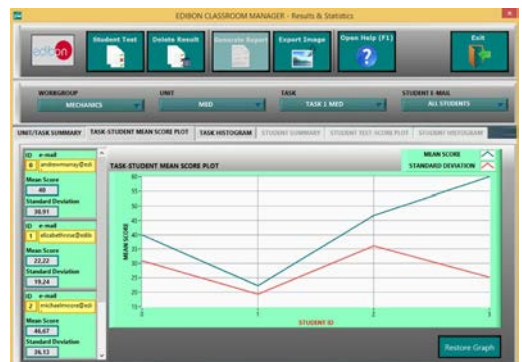 EDIBON CLASSROOM MANAGER - Results & Statistics
edibon
Student Test
Delete Result
Generate Report
Export Image
Open Help (F1)
Exit
WORKGROUP
UNIT
TASK
STUDENT E-MAIL
MECHANICS
MED
TASK 1 MED
ALL STUDENTS
UNIT/TASK SUMMARY
TASK-STUDENT MEAN SCORE PLOT
TASK HISTOGRAM
STUDENT SUMMARY
STUDENT TEST-SCORE PLOT
STUDENT HISTOGRAM
ID e-mail
0 andrewmurray@edi
Mean Score
40
Standard Deviation
30,91
ID e-mail
1
Mean Score
22,22
Standard Deviation
19,24
ID e-mail
2 michaelmoore@edi
Mean Score
46,67
Standard Deviation
36,13
TASK-STUDENT MEAN SCORE PLOT
MEAN SCORE
STANDARD DEVIATION
MEAN SCORE
60
55
50
45
40
35
30
25
20
15
0
1
2
3
STUDENT ID
Restore Graph